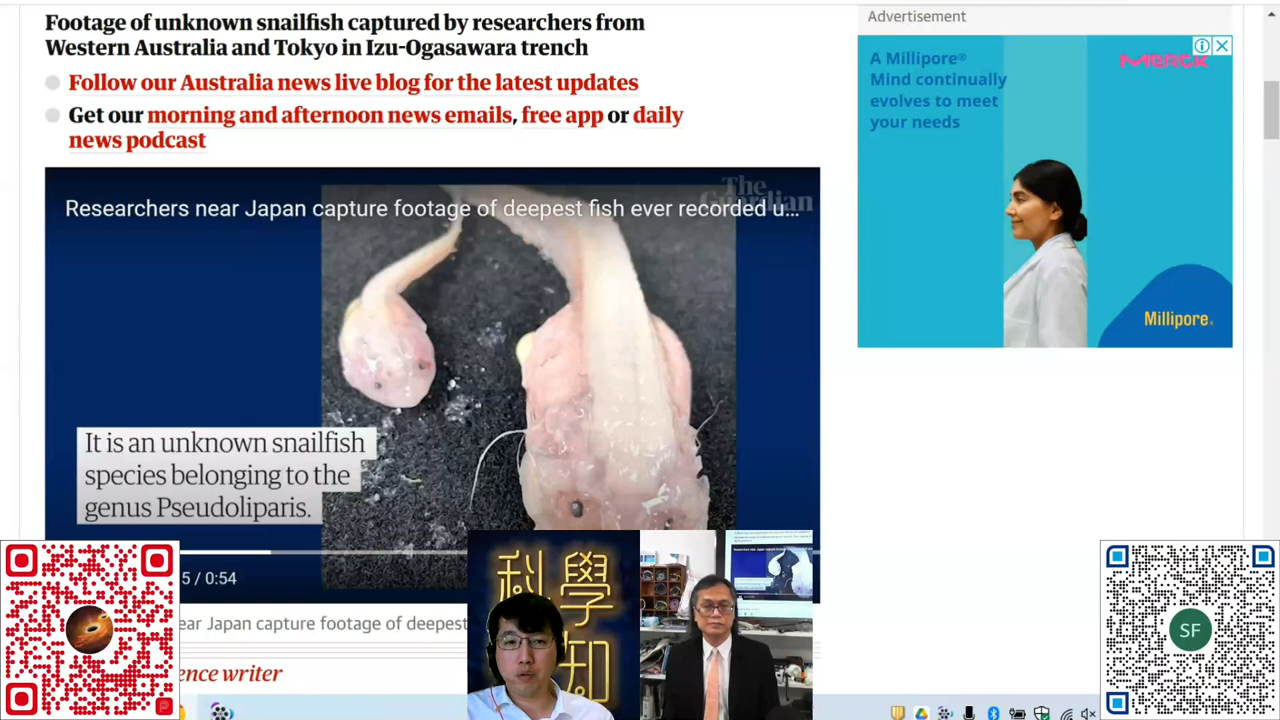 Footage of unknown snailfish captured by researchers from
Western Australia and Tokyo in Izu-Ogasawara trench
Follow our Australia news live blog for the latest updates
Get our morning and afternoon news emails, free app or daily
news podcast
The
Guardian
Researchers near Japan capture footage of deepest fish ever recorded u...
It is an unknown snailfish
species belonging to the
genus Pseudoliparis.
5 / 0:54
ear Japan capture footage of deepest
ence writer
Advertisement
A Millipore®
Mind continually
evolves to meet
your needs
MERCK
Millipore®
科學
知
SF